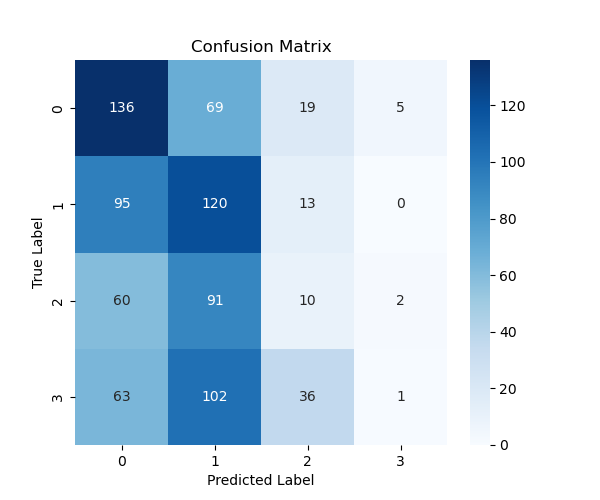 Confusion Matrix
True Label
0 136 69 19 5
1 95 120 13 0
2 60 91 10 2
3 63 102 36 1
0 1 2 3
Predicted Label
120
100
80
60
40
20
0